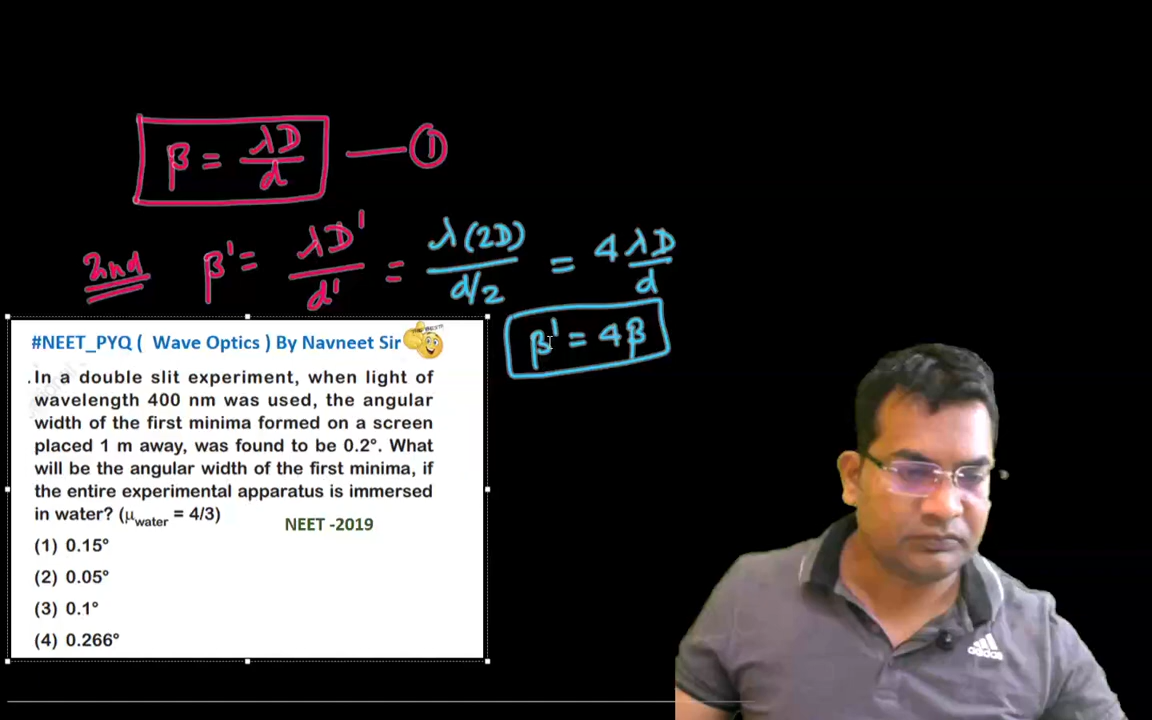 β = λD/d —— ①
2nd β' = λD'/d' = λ(2D)/d/2 = 4 λD/d
β' = 4β
#NEET_PYQ ( Wave Optics ) By Navneet Sir
. In a double slit experiment, when light of
wavelength 400 nm was used, the angular
width of the first minima formed on a screen
placed 1 m away, was found to be 0.2°. What
will be the angular width of the first minima, if
the entire experimental apparatus is immersed
in water? (μwater = 4/3)
NEET -2019
(1) 0.15°
(2) 0.05°
(3) 0.1°
(4) 0.266°
adidas